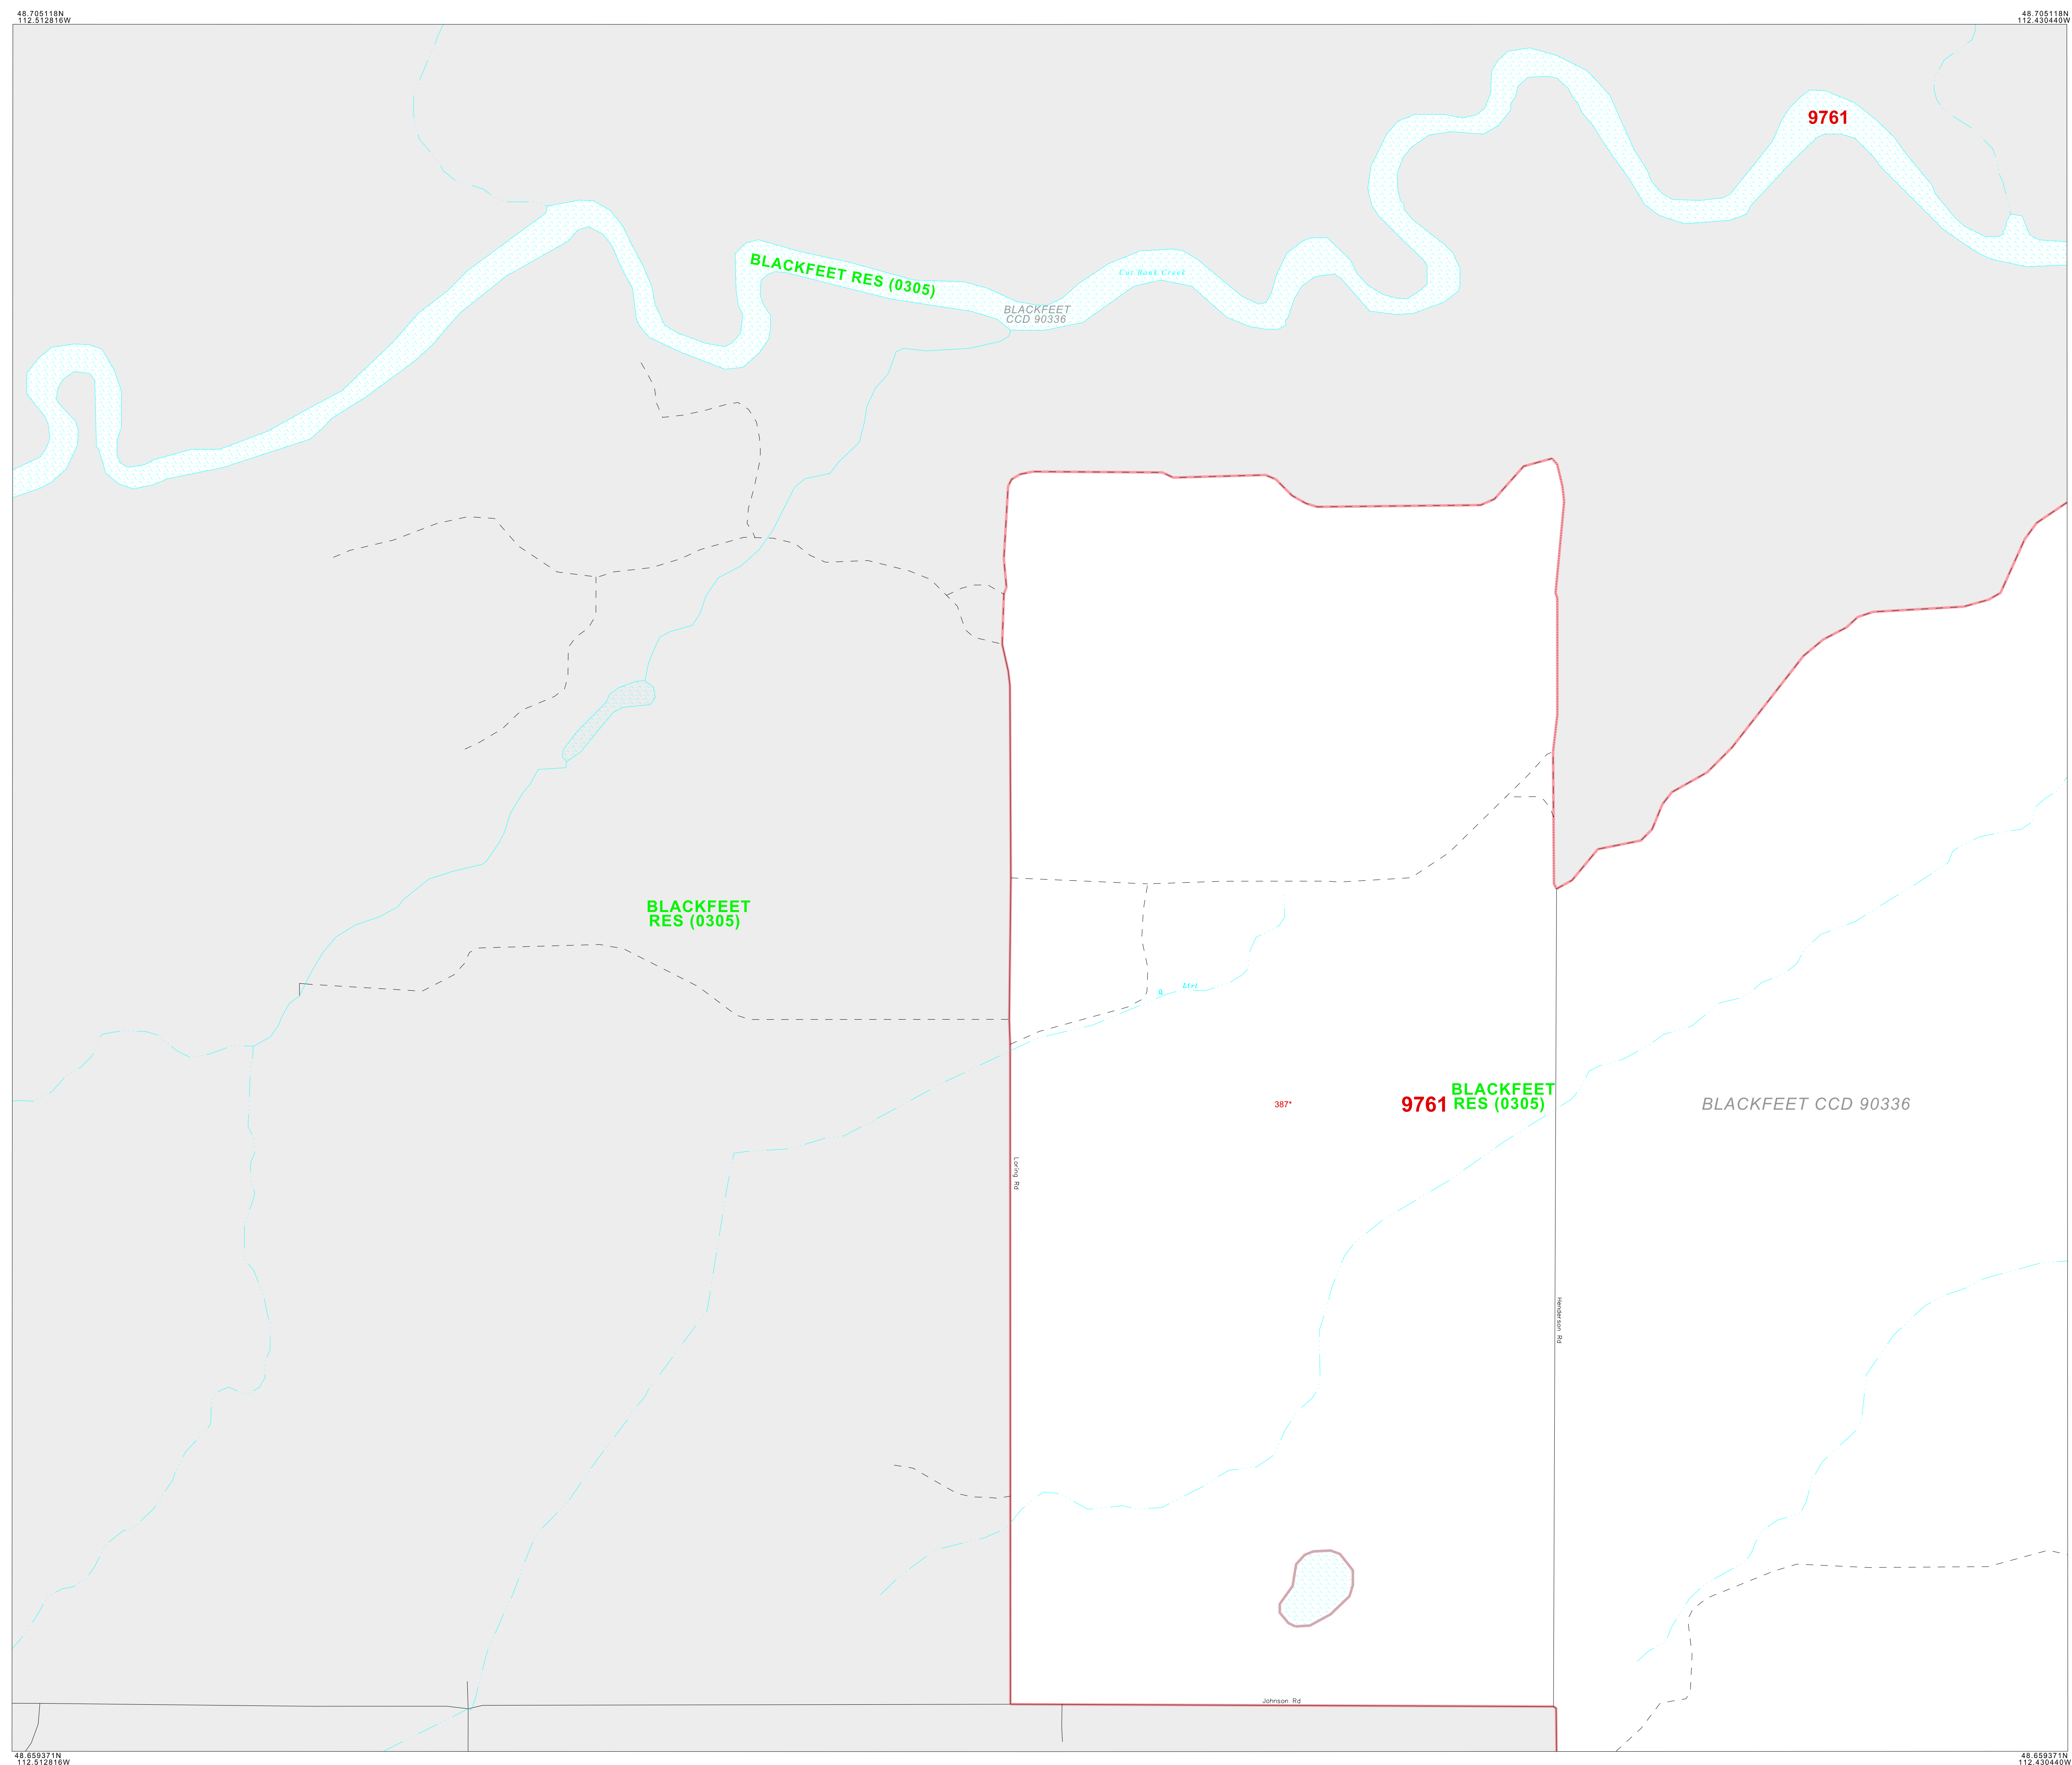 48.705118N
112.512816W
48.705118N
112.430440W
9761
BLACKFEET RES (0305)
Cut Bank Creek
BLACKFEET
CCD 90336
BLACKFEET
RES (0305)
Ltrl
387*
9761
BLACKFEET
RES (0305)
BLACKFEET CCD 90336
Loring Rd
Henderson Rd
Johnson Rd
48.659371N
112.512816W
48.659371N
112.430440W